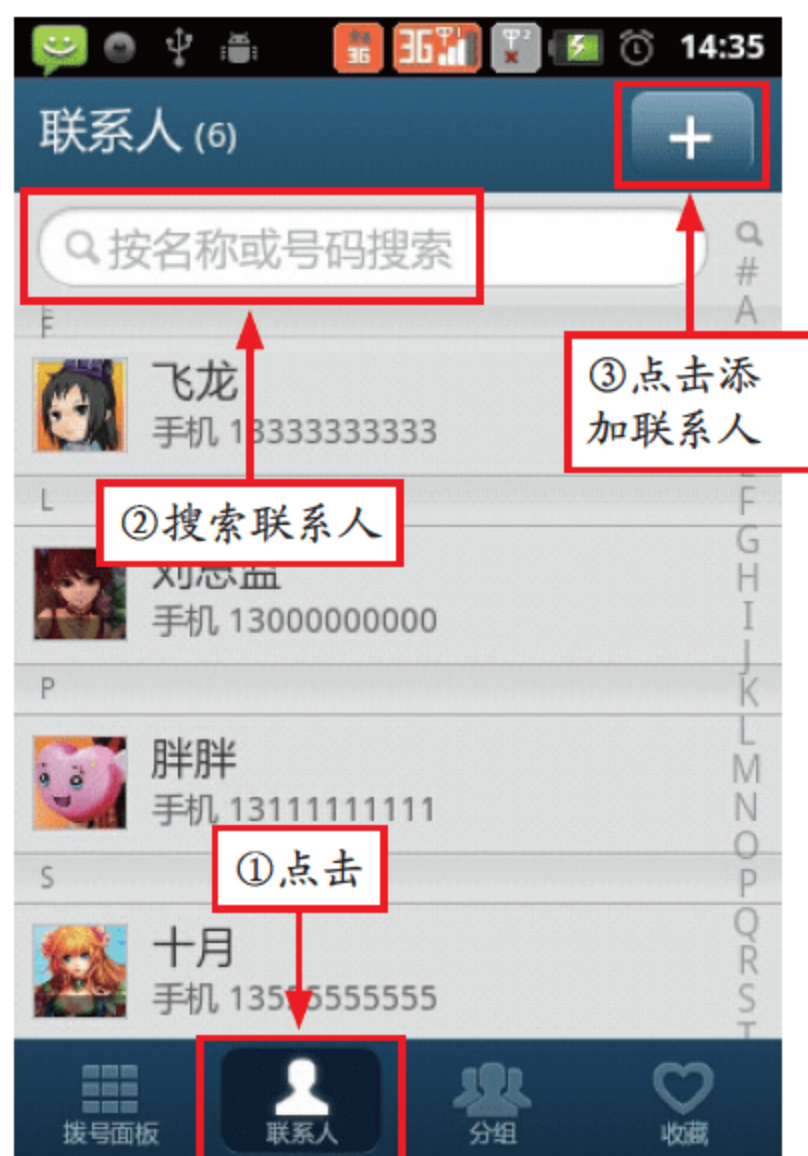 14:35
联系人 (6)
按名称或号码搜索
#
A
F
飞龙
手机 13333333333
③点击添
加联系人
L
F
②搜索联系人
G
H
手机 13000000000
I
J
P
K
L
胖胖
M
手机 13111111111
N
O
①点击
S
P
Q
十月
R
手机 13555555555
S
T
拨号面板
联系人
分组
收藏